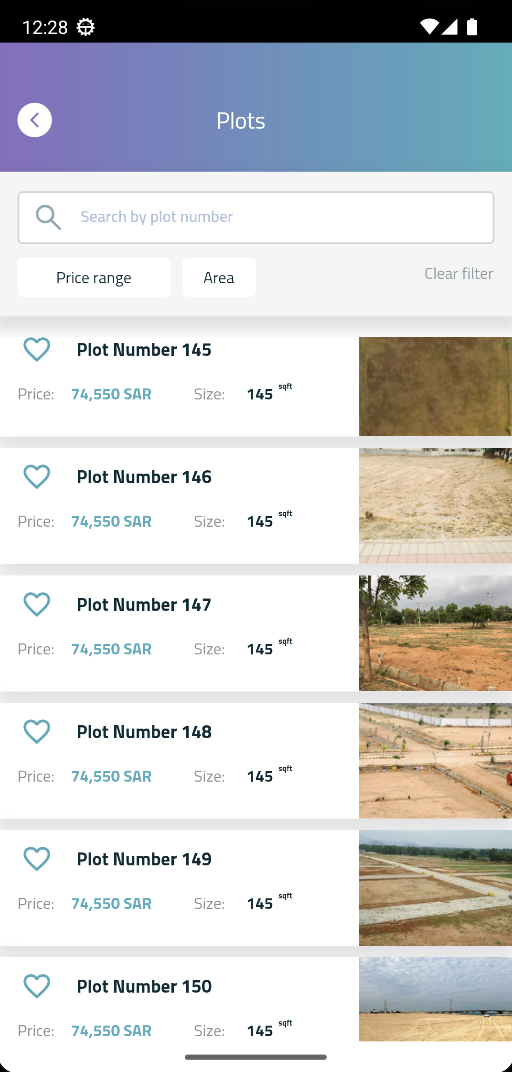 12:28
Plots
Search by plot number
Price range Area Clear filter
Plot Number 145
Price: 74,550 SAR Size: 145 sqft
Plot Number 146
Price: 74,550 SAR Size: 145 sqft
Plot Number 147
Price: 74,550 SAR Size: 145 sqft
Plot Number 148
Price: 74,550 SAR Size: 145 sqft
Plot Number 149
Price: 74,550 SAR Size: 145 sqft
Plot Number 150
Price: 74,550 SAR Size: 145 sqft